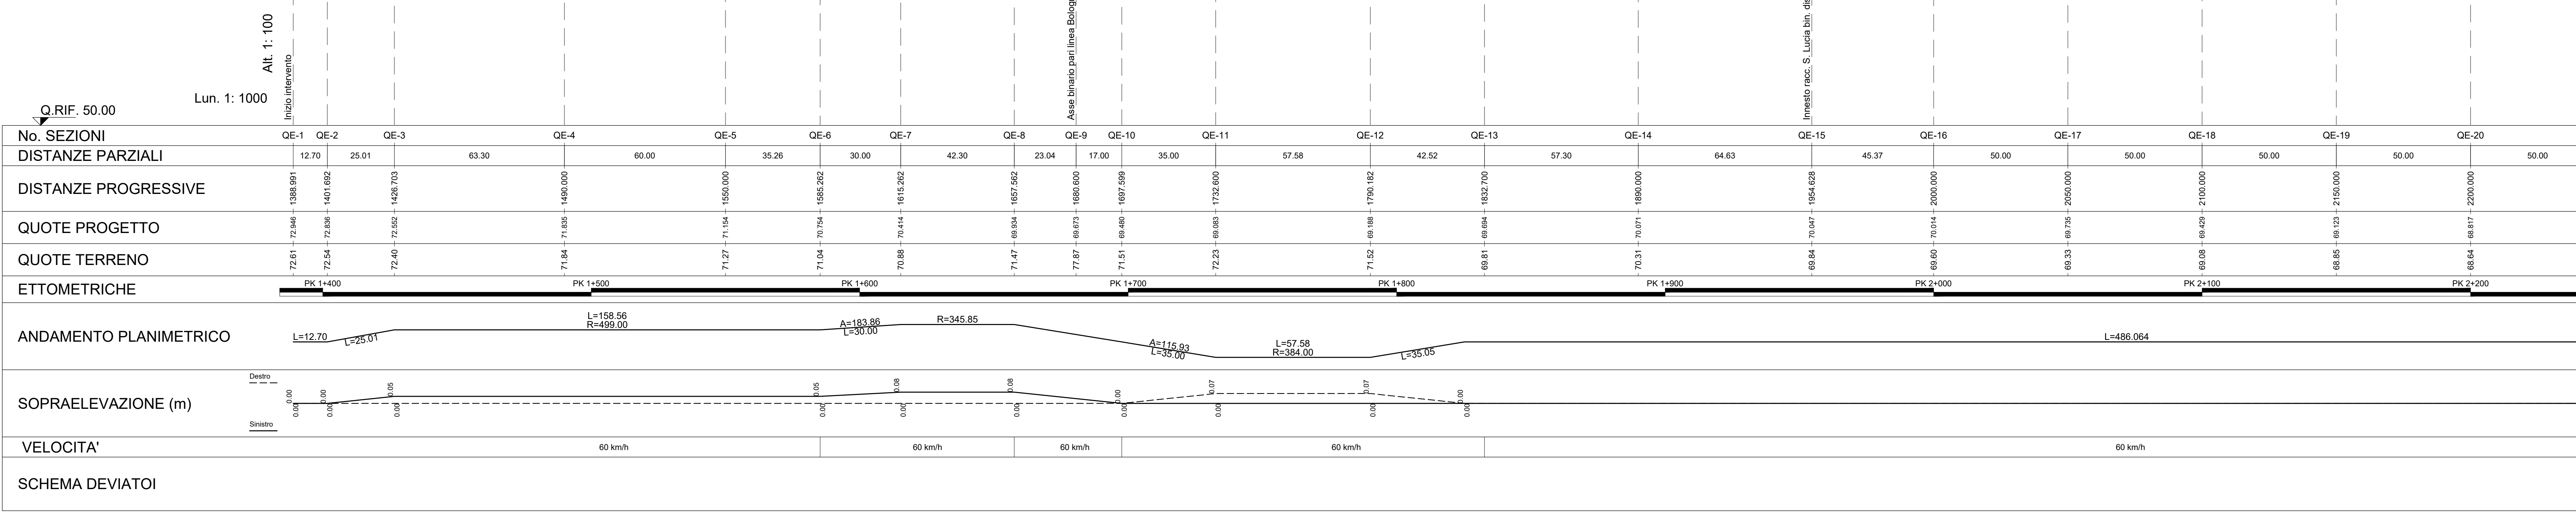 Alt. 1: 100
Lun. 1: 1000
Inizio intervento
Innesto racc. S. Lucia bin.
Asse binario pari linea
Q.RIF. 50.00
No. SEZIONI QE-1 QE-2 QE-3 QE-4 QE-5 QE-6 QE-7 QE-8 QE-9 QE-10 QE-11 QE-12 QE-13 QE-14 QE-15 QE-16 QE-17 QE-18 QE-19 QE-20
DISTANZE PARZIALI 12.70 25.01 63.30 60.00 35.26 30.00 42.30 23.04 17.00 35.00 57.58 42.52 57.30 64.63 45.37 50.00 50.00 50.00 50.00 50.00
DISTANZE PROGRESSIVE 1388.991 1401.692 1426.703 1490.000 1550.000 1585.262 1615.262 1657.562 1680.600 1697.599 1732.600 1790.182 1832.700 1890.000 1954.628 2000.000 2050.000 2100.000 2150.000 2200.000
QUOTE PROGETTO 72.946 72.836 72.552 71.835 71.154 70.754 70.414 69.934 69.673 69.480 69.083 69.188 69.694 70.071 70.047 70.014 69.735 69.429 69.123 68.817
QUOTE TERRENO 72.61 72.54 72.40 71.84 71.27 71.04 70.88 71.47 77.87 71.51 72.23 71.52 69.81 70.31 69.84 69.60 69.33 69.08 68.85 68.64
ETTOMETRICHE PK 1+400 PK 1+500 PK 1+600 PK 1+700 PK 1+800 PK 1+900 PK 2+000 PK 2+100 PK 2+200
ANDAMENTO PLANIMETRICO
L=12.70
L=25.01
L=158.56
R=499.00
A=183.86
L=30.00
R=345.85
A=115.93
L=35.00
L=57.58
R=384.00
L=35.05
L=486.064
SOPRAELEVAZIONE (m)
Destro
Sinistro
0.00 0.00 0.05 0.05 0.08 0.08 0.00 0.07 0.07 0.00
0.00 0.00 0.00 0.00 0.00 0.00 0.00 0.00 0.00 0.00
VELOCITA' 60 km/h 60 km/h 60 km/h 60 km/h 60 km/h
SCHEMA DEVIATOI